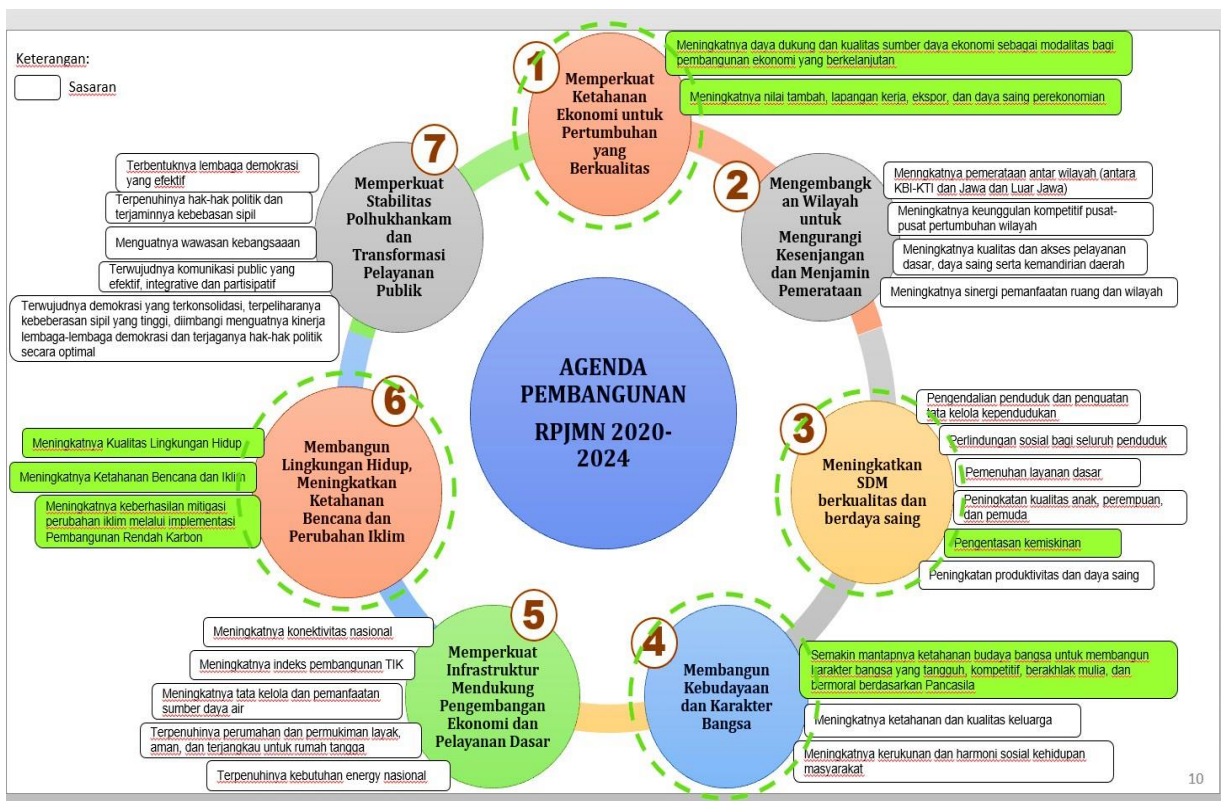 Keterangan:
Sasaran
1
Memperkuat
Ketahanan
Ekonomi untuk
Pertumbuhan
yang
Berkualitas
Meningkatnya daya dukung dan kualitas sumber daya ekonomi sebagai modalitas bagi
pembangunan ekonomi yang berkelanjutan
Meningkatnya nilai tambah, lapangan kerja, ekspor, dan daya saing perekonomian
2
Mengembangk
an Wilayah
untuk
Mengurangi
Kesenjangan
dan Menjamin
Pemerataan
Menngkatnya pemerataan antar wilayah (antara
KBI-KTI dan Jawa dan Luar Jawa)
Meningkatnya keunggulan kompetitif pusat-
pusat pertumbuhan wilayah
Meningkatnya kualitas dan akses pelayanan
dasar, daya saing serta kemandirian daerah
Meningkatnya sinergi pemanfaatan ruang dan wilayah
3
Meningkatkan
SDM
berkualitas dan
berdaya saing
Pengendalian penduduk dan penguatan
tata kelola kependudukan
Perlindungan sosial bagi seluruh penduduk
Pemenuhan layanan dasar
Peningkatan kualitas anak, perempuan,
dan pemuda
Pengentasan kemiskinan
Peningkatan produktivitas dan daya saing
4
Membangun
Kebudayaan
dan Karakter
Bangsa
Semakin mantapnya ketahanan budaya bangsa untuk membangun
karakter bangsa yang tangguh, kompetitif, berakhlak mulia, dan
bermoral berdasarkan Pancasila
Meningkatnya ketahanan dan kualitas keluarga
Meningkatnya kerukunan dan harmoni sosial kehidupan
masyarakat
5
Memperkuat
Infrastruktur
Mendukung
Pengembangan
Ekonomi dan
Pelayanan Dasar
Meningkatnya konektivitas nasional
Meningkatnya indeks pembangunan TIK
Meningkatnya tata kelola dan pemanfaatan
sumber daya air
Terpenuhinya perumahan dan permukiman layak,
aman, dan terjangkau untuk rumah tangga
Terpenuhinya kebutuhan energy nasional
6
Membangun
Lingkungan Hidup,
Meningkatkan
Ketahanan
Bencana dan
Perubahan Iklim
Meningkatnya Kualitas Lingkungan Hidup
Meningkatnya Ketahanan Bencana dan Iklim
Meningkatnya keberhasilan mitigasi
perubahan iklim melalui implementasi
Pembangunan Rendah Karbon
7
Memperkuat
Stabilitas
Polhukhankam
dan
Transformasi
Pelayanan
Publik
Terbentuknya lembaga demokrasi
yang efektif
Terpenuhinya hak-hak politik dan
terjaminnya kebebasan sipil
Menguatnya wawasan kebangsaaan
Terwujudnya komunikasi public yang
efektif, integrative dan partisipatif
Terwujudnya demokrasi yang terkonsolidasi, terpeliharanya
kebeberasan sipil yang tinggi, diimbangi menguatnya kinerja
lembaga-lembaga demokrasi dan terjaganya hak-hak politik
secara optimal
AGENDA
PEMBANGUNAN
RPJMN 2020-
2024
10